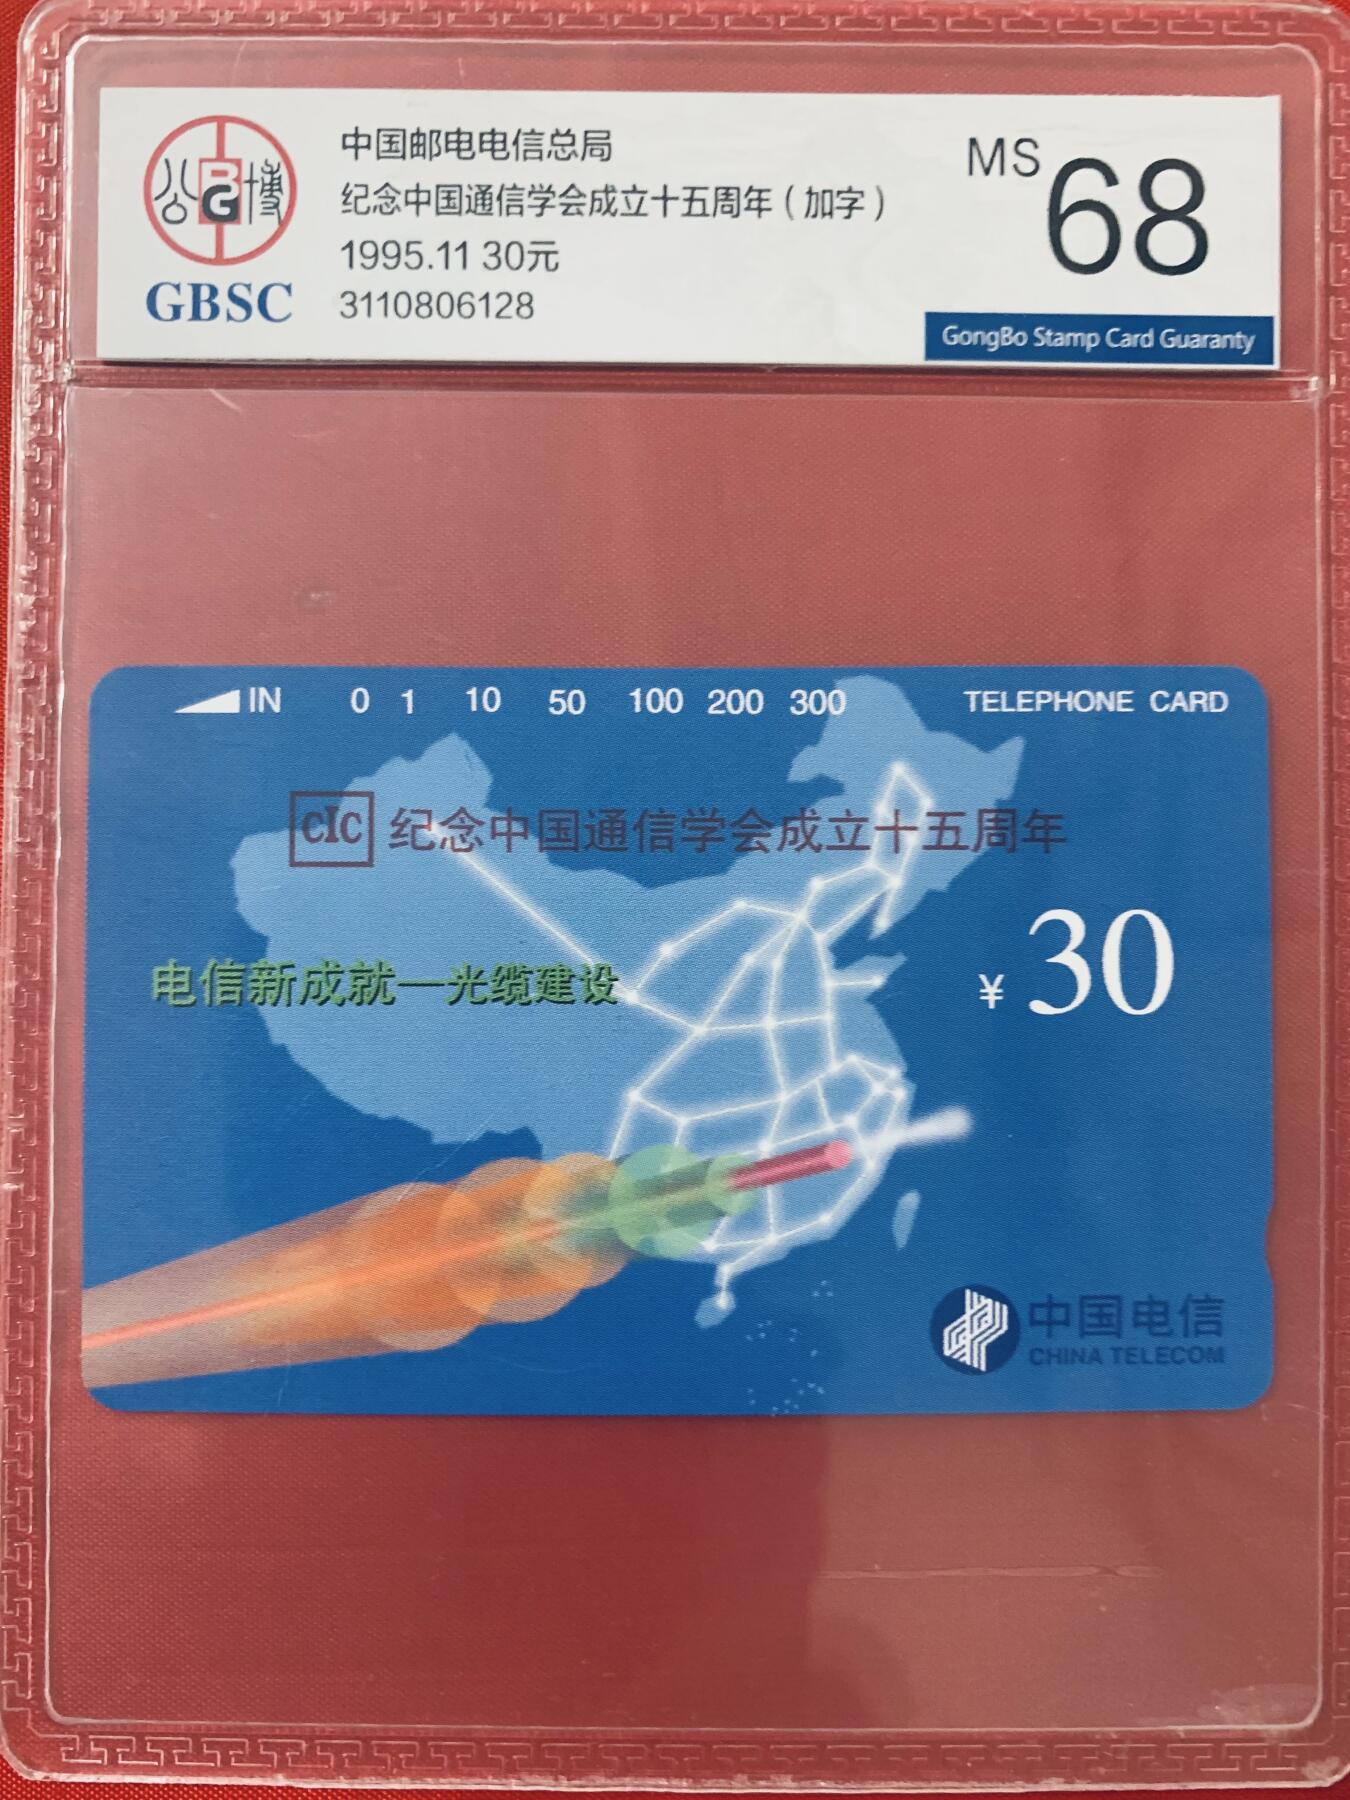 公博
BG
GBSC
中国邮电电信总局
纪念中国通信学会成立十五周年（加字）
1995.11 30元
3110806128
MS 68
GongBo Stamp Card Guaranty
IN 0 1 10 50 100 200 300 TELEPHONE CARD
CIC 纪念中国通信学会成立十五周年
¥ 30
电信新成就—光缆建设
中国电信
CHINA TELECOM